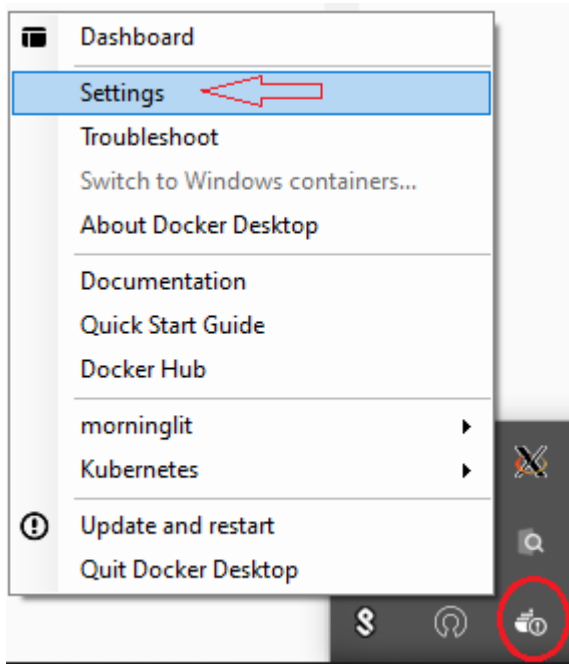 Dashboard
Settings
Troubleshoot
Switch to Windows containers...
About Docker Desktop
Documentation
Quick Start Guide
Docker Hub
morninglit
Kubernetes
Update and restart
Quit Docker Desktop